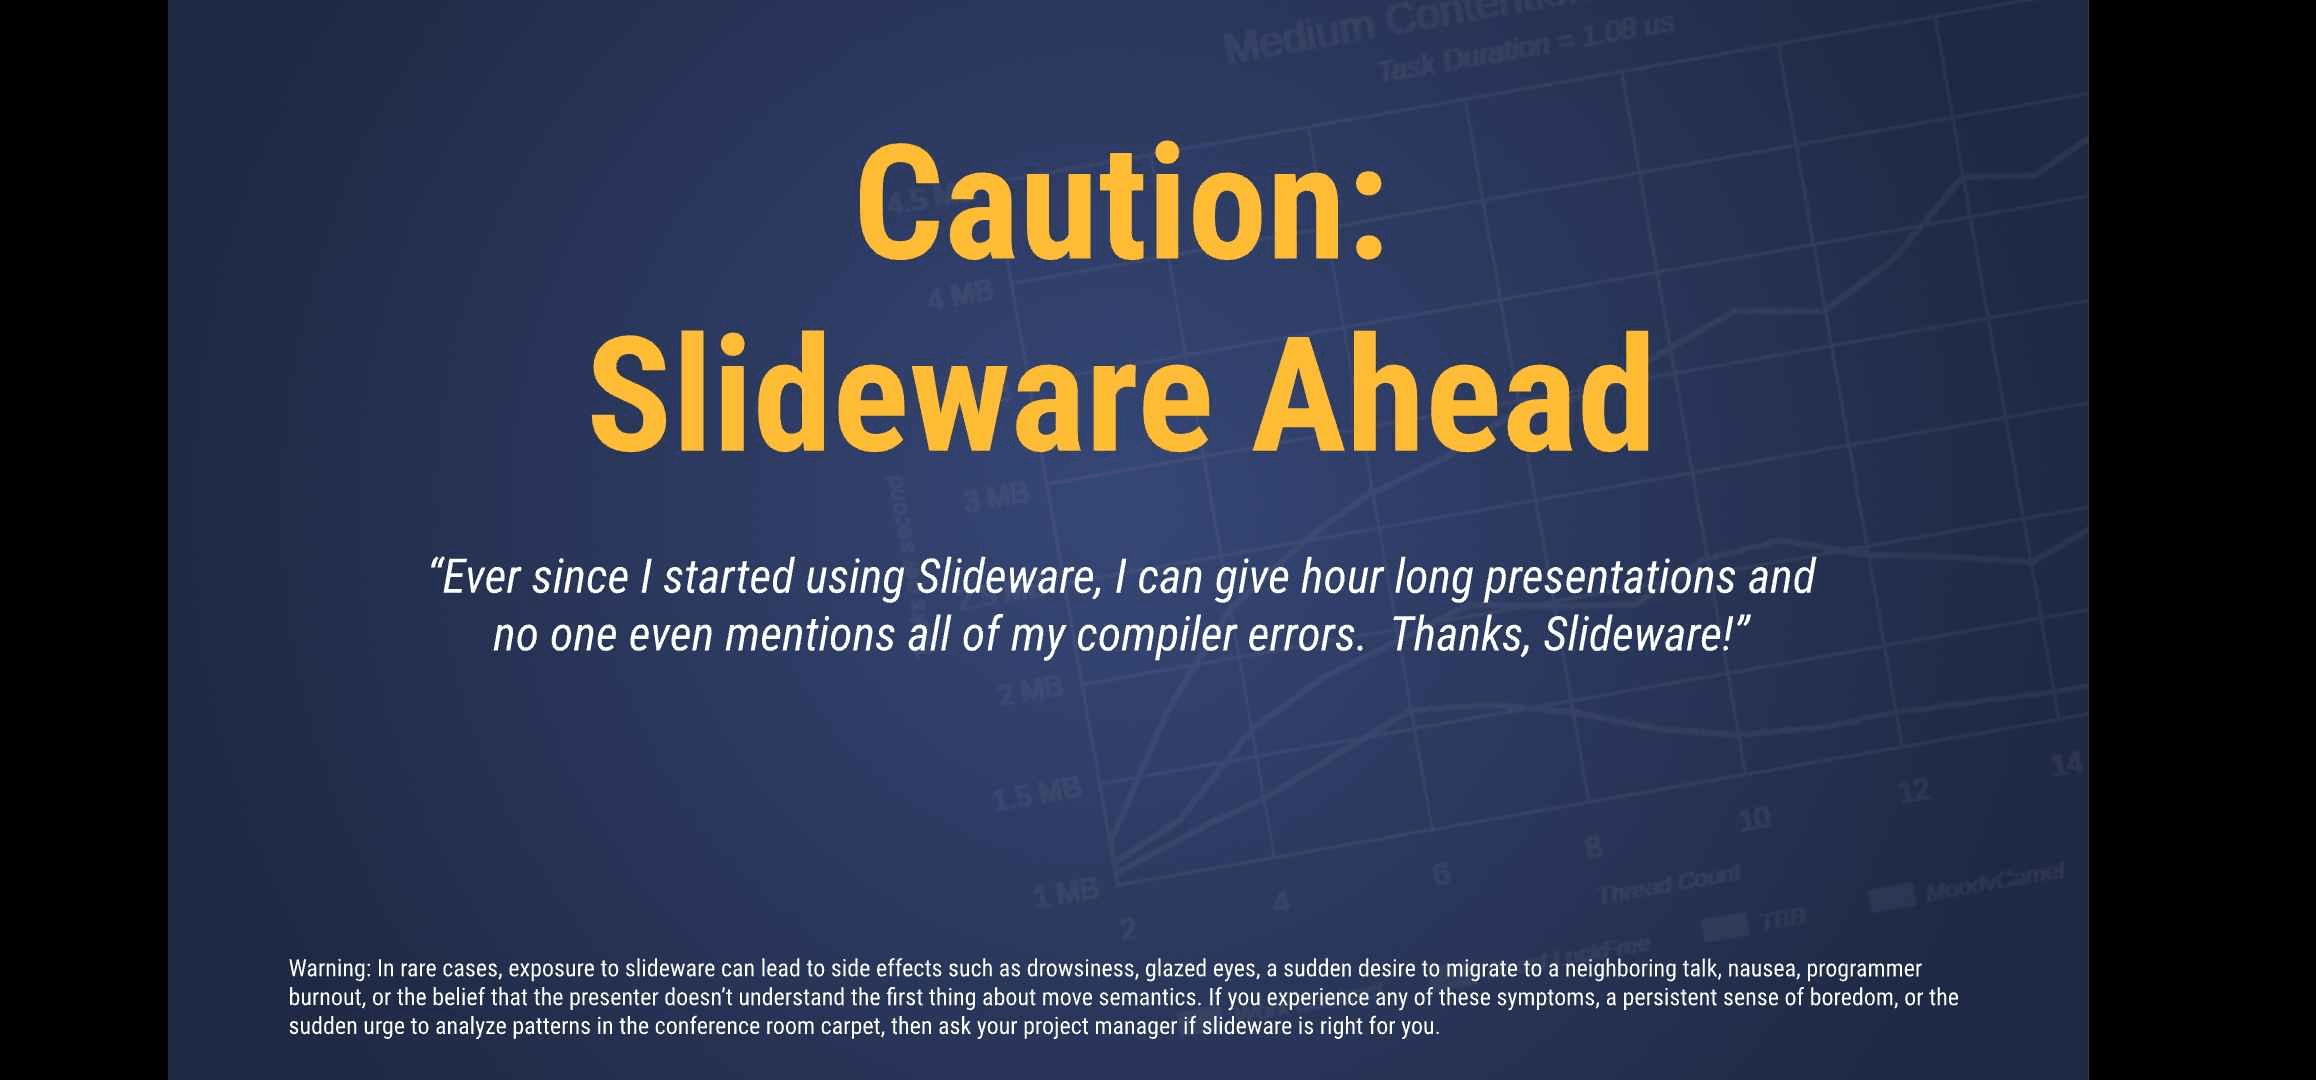 Medium
Task Duration = 1.08 us
Caution:
4 MB
Slideware Ahead
3 MB
“Ever since I started using Slideware, I can give hour long presentations and
no one even mentions all of my compiler errors.  Thanks, Slideware!”
2 MB
1.5 MB
1 MB
2
4
6
8
10
12
14
Thread Count
MoodyCamel
TBB
Warning: In rare cases, exposure to slideware can lead to side effects such as drowsiness, glazed eyes, a sudden desire to migrate to a neighboring talk, nausea, programmer
burnout, or the belief that the presenter doesn’t understand the first thing about move semantics. If you experience any of these symptoms, a persistent sense of boredom, or the
sudden urge to analyze patterns in the conference room carpet, then ask your project manager if slideware is right for you.